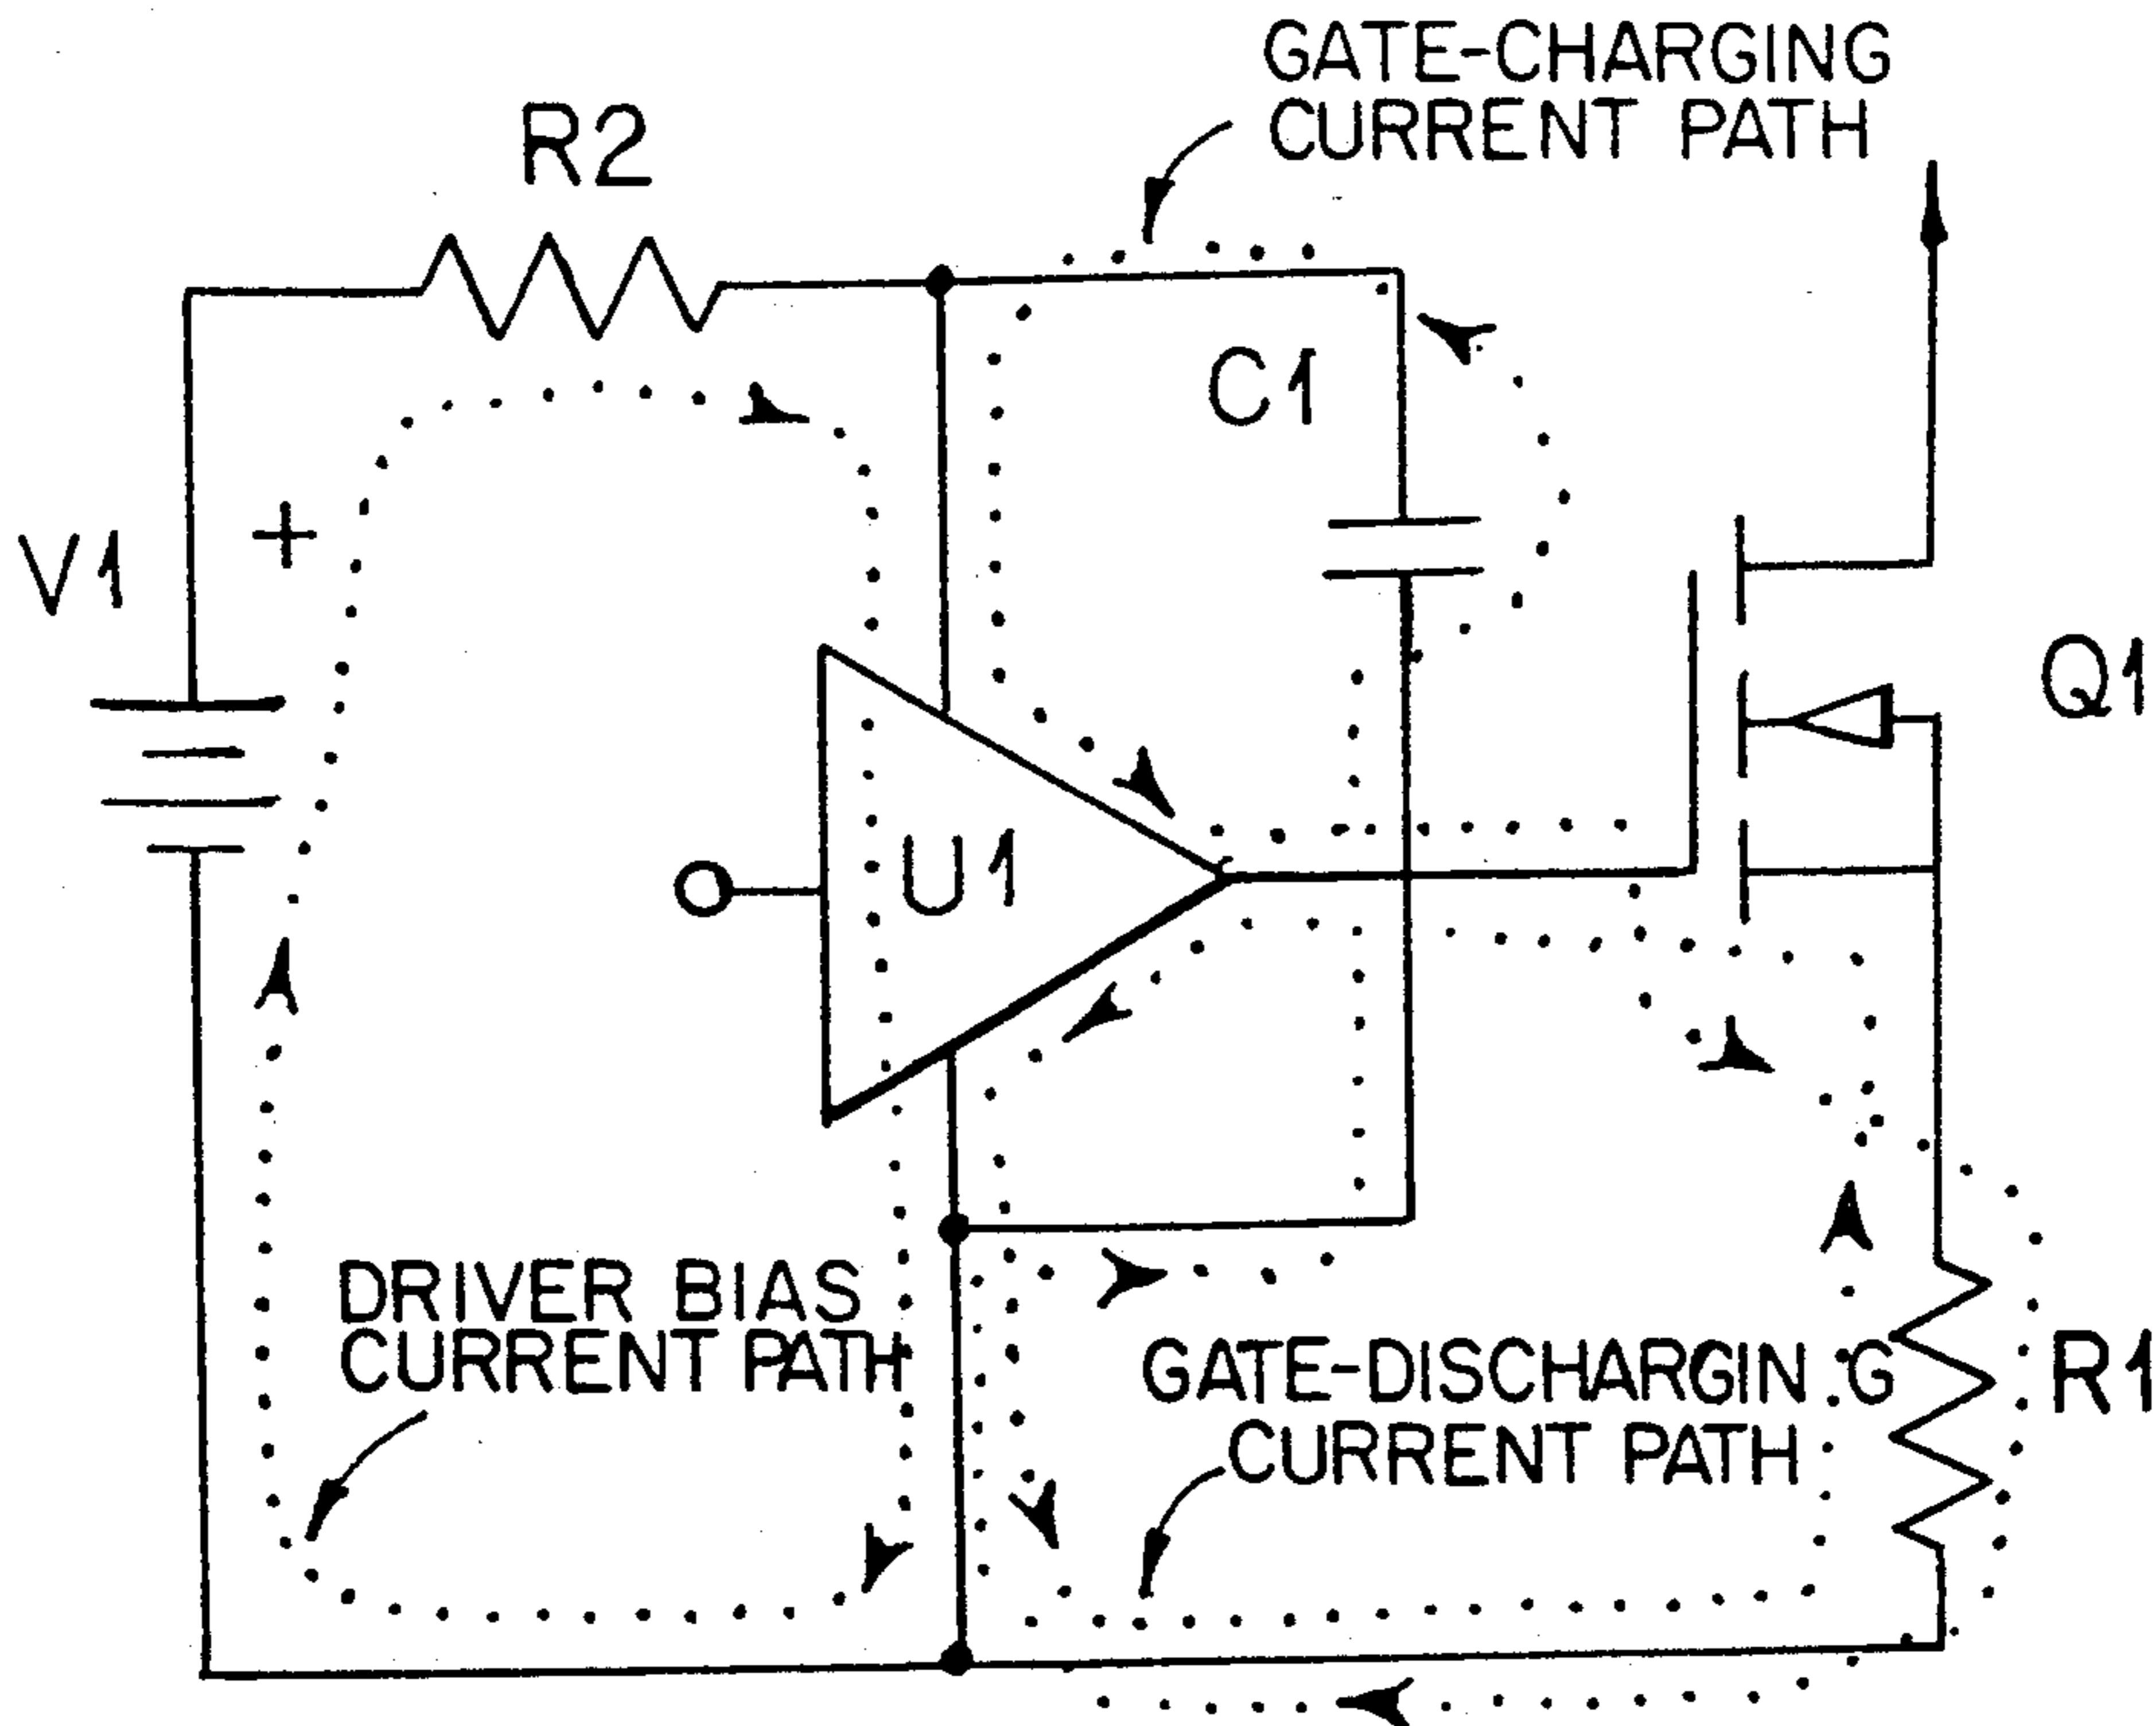 GATE-CHARGING
CURRENT PATH
R2
C1
+
V1
Q1
U1
DRIVER BIAS
CURRENT PATH
GATE-DISCHARGIN G
CURRENT PATH
R1